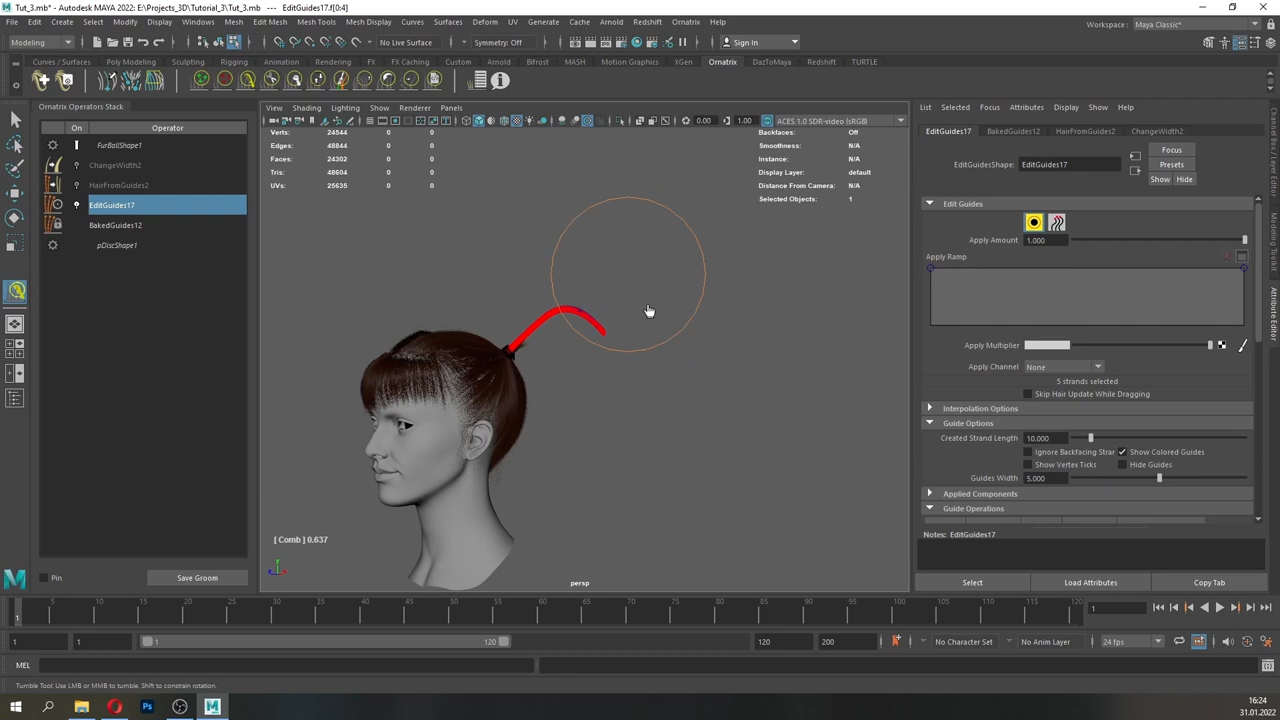 Tut_3.mb* - Autodesk MAYA 2022: E:\Projects_3D\Tutorial_3\Tut_3.mb --- EditGuides17.f[0:4]
File Edit Create Select Modify Display Windows Mesh Edit Mesh Mesh Tools Mesh Display Curves Surfaces Deform UV Generate Cache Arnold Redshift Ornatrix Help
Workspace : Maya Classic*
Modeling No Live Surface Symmetry: Off Sign In
Curves / Surfaces Poly Modeling Sculpting Rigging Animation Rendering FX FX Caching Custom Arnold Bifrost MASH Motion Graphics XGen Ornatrix DazToMaya Redshift TURTLE
Ornatrix Operators Stack
On Operator
FurBallShape1
ChangeWidth2
HairFromGuides2
EditGuides17
BakedGuides12
pDiscShape1
Pin Save Groom
View Shading Lighting Show Renderer Panels
0.00 1.00 ACES 1.0 SDR-video (sRGB)
Verts: 24544 0 0
Edges: 48844 0 0
Faces: 24302 0 0
Tris: 48604 0 0
UVs: 25635 0 0
Backfaces: Off
Smoothness: N/A
Instance: N/A
Display Layer: default
Distance From Camera: N/A
Selected Objects: 1
[ Comb ] 0.637
persp
List Selected Focus Attributes Display Show Help
EditGuides17 BakedGuides12 HairFromGuides2 ChangeWidth2
EditGuidesShape: EditGuides17
Focus
Presets
Show Hide
Edit Guides
Apply Amount 1.000
Apply Ramp
Apply Multiplier
Apply Channel None
5 strands selected
Skip Hair Update While Dragging
Interpolation Options
Guide Options
Created Strand Length 10.000
Ignore Backfacing Strar Show Colored Guides
Show Vertex Ticks Hide Guides
Guides Width 5.000
Applied Components
Guide Operations
Notes: EditGuides17
Select Load Attributes Copy Tab
Channel Box / Layer Editor
Modeling Toolkit
Attribute Editor
1 5 10 15 20 25 30 35 40 45 50 55 60 65 70 75 80 85 90 95 100 105 110 115 120 1
1 1 1 120 120 200 No Character Set No Anim Layer 24 fps
MEL
Tumble Tool: Use LMB or MMB to tumble. Shift to constrain rotation.
16:24
31.01.2022